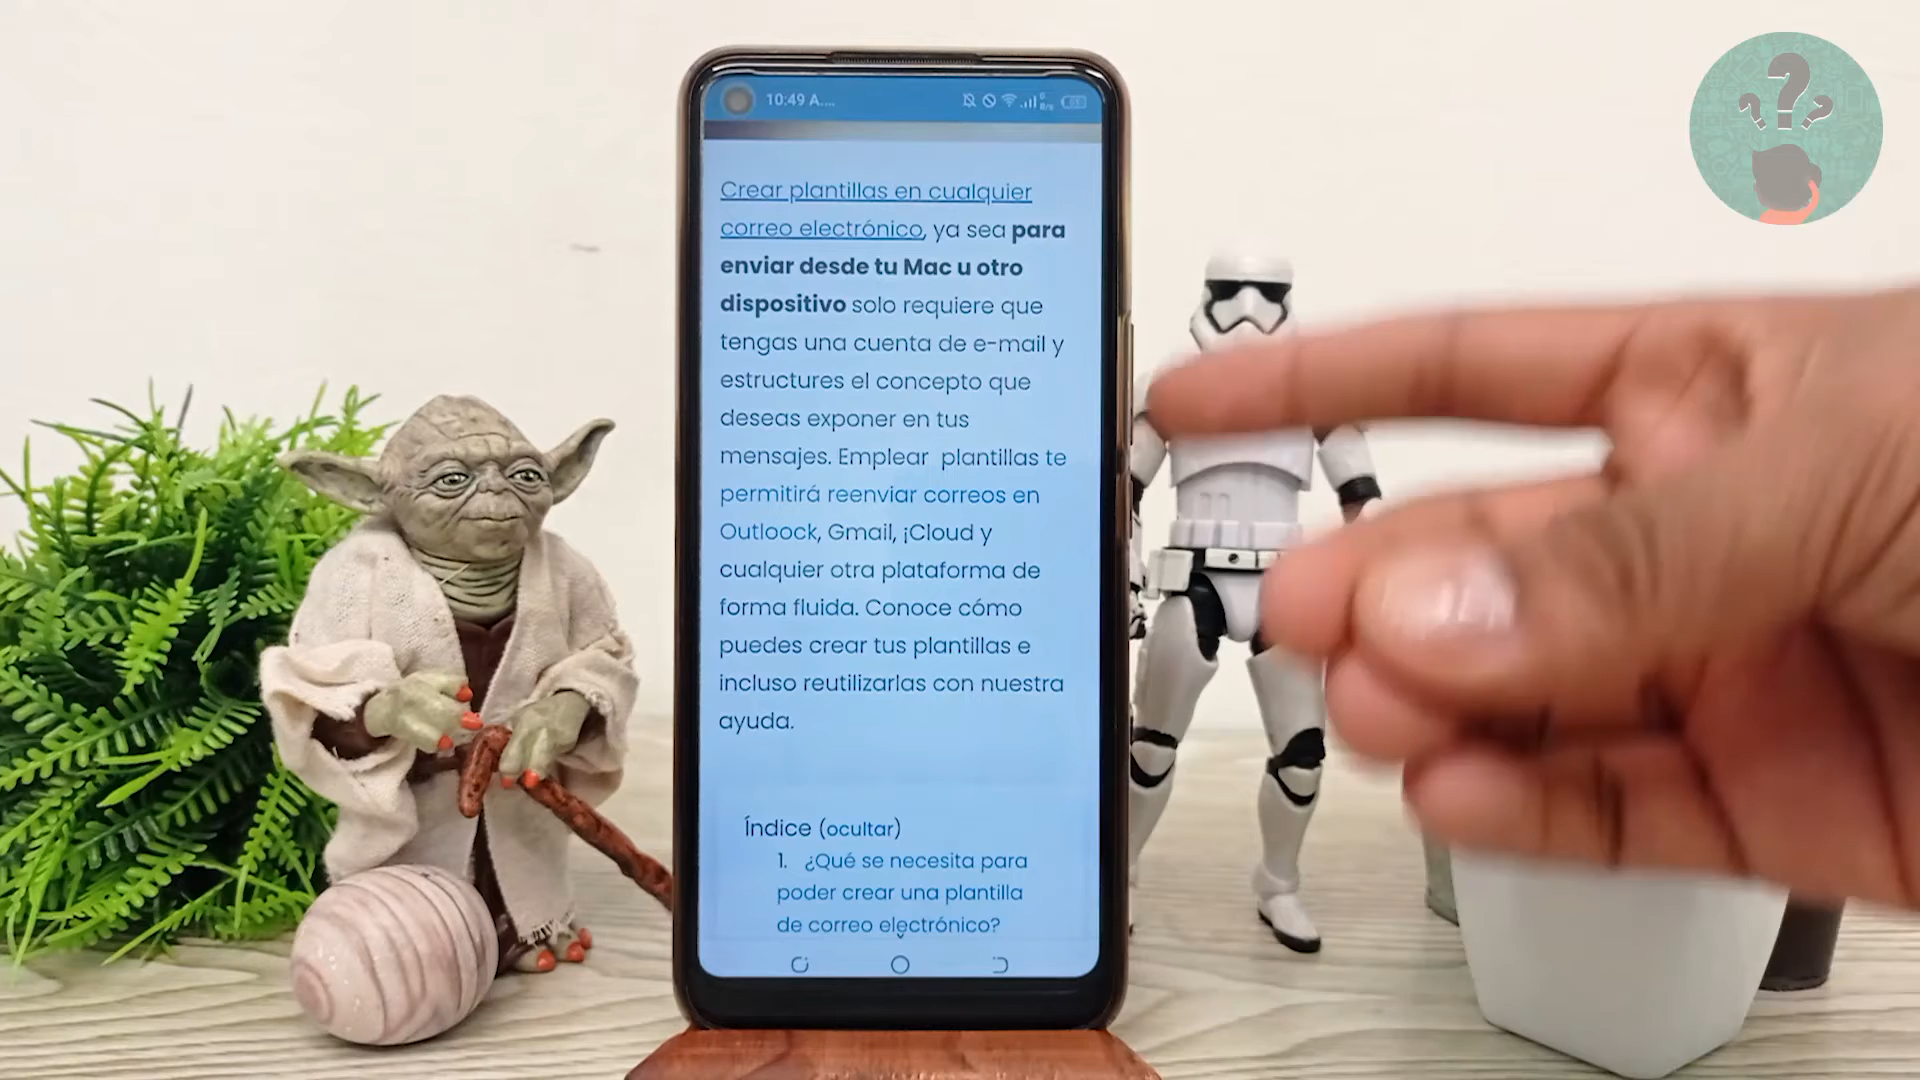 10:49 A....
Crear plantillas en cualquier
correo electrónico, ya sea para
enviar desde tu Mac u otro
dispositivo solo requiere que
tengas una cuenta de e-mail y
estructures el concepto que
deseas exponer en tus
mensajes. Emplear plantillas te
permitirá reenviar correos en
Outloock, Gmail, ¡Cloud y
cualquier otra plataforma de
forma fluida. Conoce cómo
puedes crear tus plantillas e
incluso reutilizarlas con nuestra
ayuda.
Índice (ocultar)
1. ¿Qué se necesita para
poder crear una plantilla
de correo electrónico?